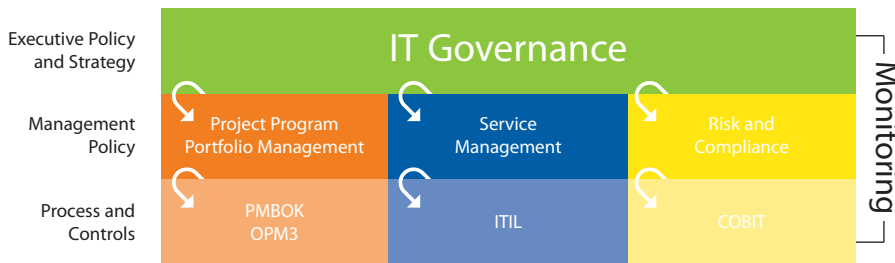 Executive Policy
and Strategy
IT Governance
Management
Policy
Project Program
Portfolio Management
Service
Management
Risk and
Compliance
Process and
Controls
PMBOK
OPM3
ITIL
COBIT
Monitoring